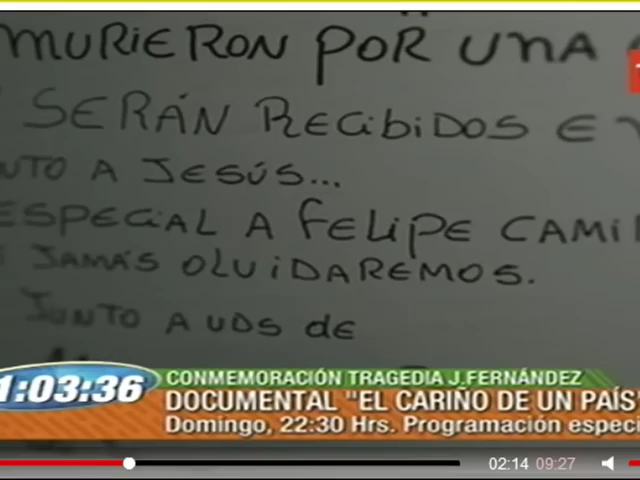 MURIERON POR UNA
SERÁN RECIBIDOS E
NTO A JESÚS...
ESPECIAL A FELIPE CAMI
JAMÁS OLVIDAREMOS.
JUNTO A UDS DE
1:03:36
CONMEMORACIÓN TRAGEDIA J.FERNÁNDEZ
DOCUMENTAL "EL CARIÑO DE UN PAÍS"
Domingo, 22:30 Hrs. Programación especi
02:14 09:27